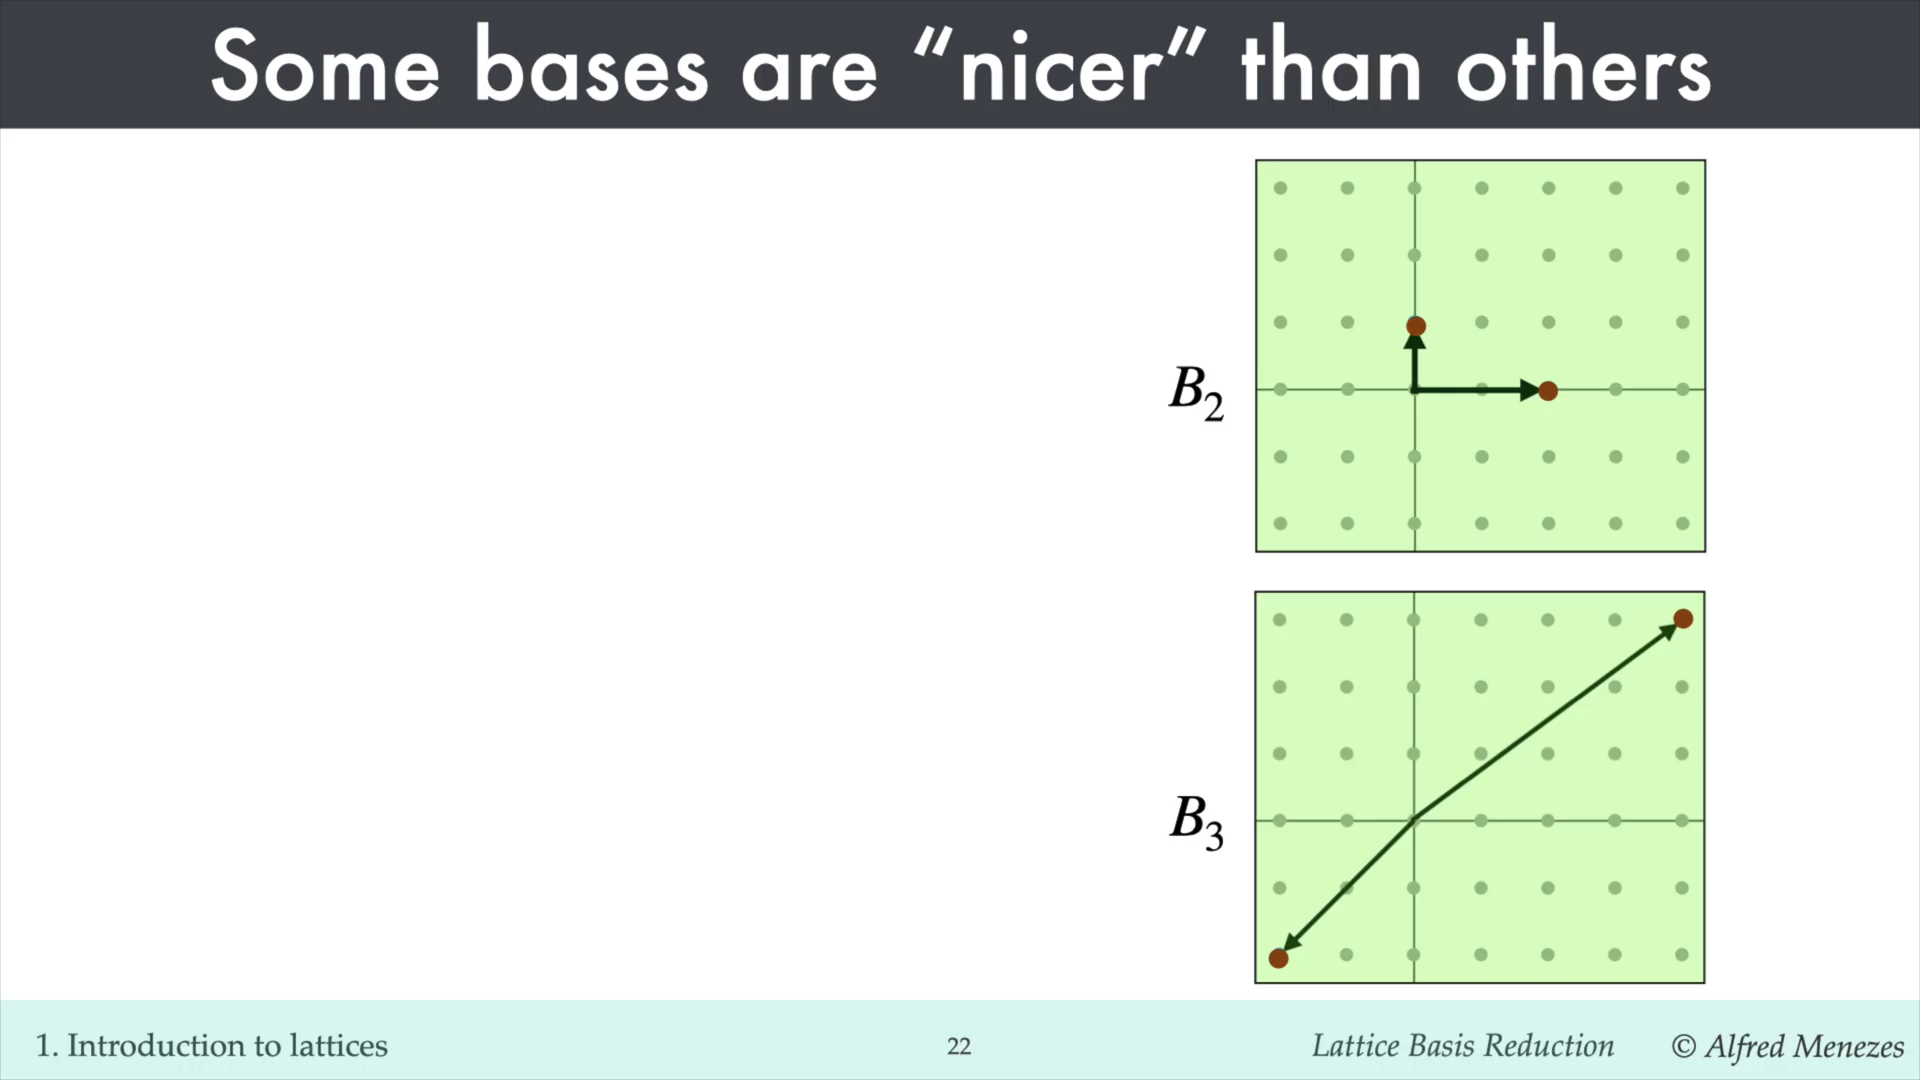 Some bases are “nicer” than others
B₂
B₃
1. Introduction to lattices
22
Lattice Basis Reduction
© Alfred Menezes